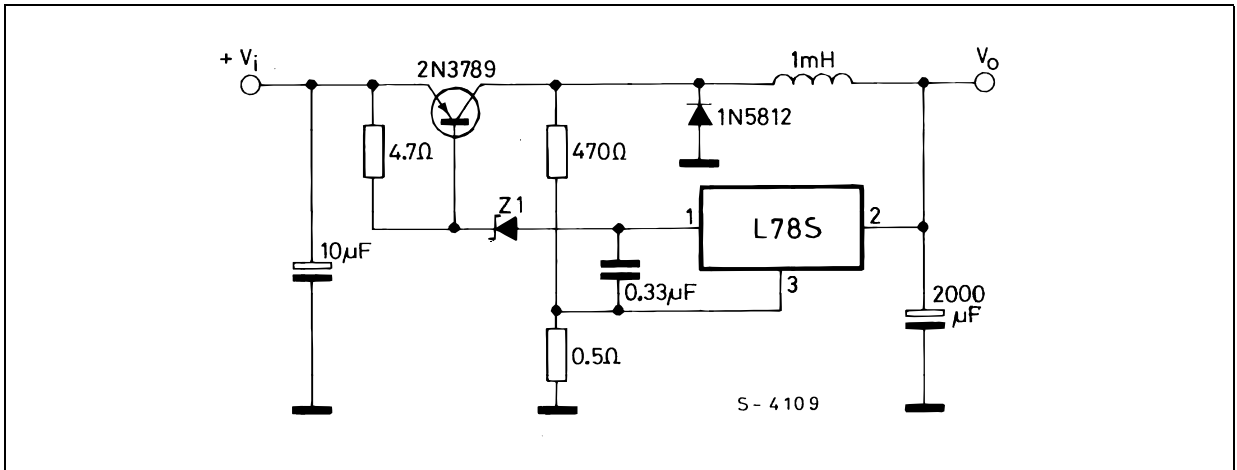 + Vi
2N3789
1mH
Vo
4.7Ω
470Ω
1N5812
Z1
1
L78S
2
10µF
0.33µF
3
2000
µF
0.5Ω
S-4109